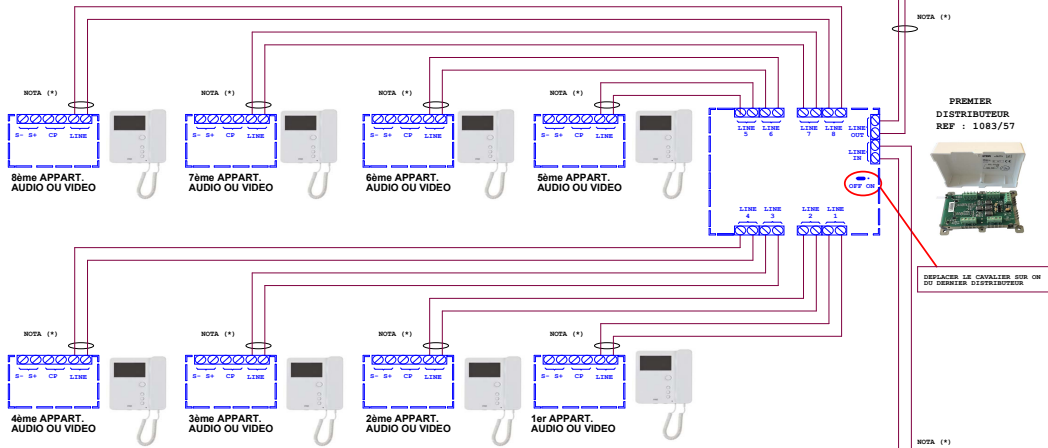 NOTA (*)
NOTA (*)
NOTA (*)
NOTA (*)
NOTA (*)
S- S+ CP LINE
S- S+ CP LINE
S- S+ CP LINE
S- S+ CP LINE
8ème APPART.
AUDIO OU VIDEO
7ème APPART.
AUDIO OU VIDEO
6ème APPART.
AUDIO OU VIDEO
5ème APPART.
AUDIO OU VIDEO
LINE
5
LINE
6
LINE
7
LINE
8
LINE
OUT
LINE
IN
OFF ON
LINE
4
LINE
3
LINE
2
LINE
1
PREMIER
DISTRIBUTEUR
REF : 1083/57
DEPLACER LE CAVALIER SUR ON
DU DERNIER DISTRIBUTEUR
NOTA (*)
NOTA (*)
NOTA (*)
NOTA (*)
S- S+ CP LINE
S- S+ CP LINE
S- S+ CP LINE
S- S+ CP LINE
4ème APPART.
AUDIO OU VIDEO
3ème APPART.
AUDIO OU VIDEO
2ème APPART.
AUDIO OU VIDEO
1er APPART.
AUDIO OU VIDEO
NOTA (*)